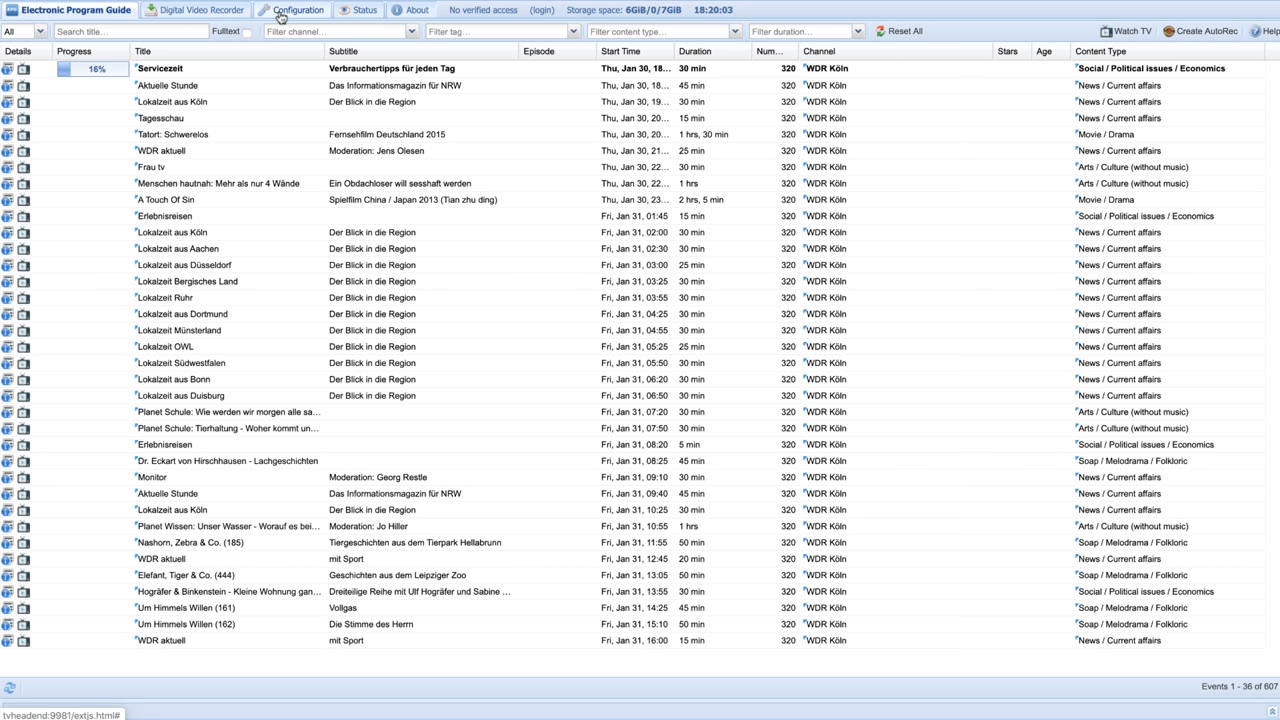 Electronic Program Guide Digital Video Recorder Configuration Status About No verified access (login) Storage space: 6GiB/0/7GiB 18:20:03
All Search title... Fulltext Filter channel... Filter tag... Filter content type... Filter duration... Reset All Watch TV Create AutoRec Help
Details Progress Title Subtitle Episode Start Time Duration Num... Channel Stars Age Content Type
16% Servicezeit Verbrauchertipps für jeden Tag Thu, Jan 30, 18... 30 min 320 WDR Köln Social / Political issues / Economics
Aktuelle Stunde Das Informationsmagazin für NRW Thu, Jan 30, 18... 45 min 320 WDR Köln News / Current affairs
Lokalzeit aus Köln Der Blick in die Region Thu, Jan 30, 19... 30 min 320 WDR Köln News / Current affairs
Tagesschau Thu, Jan 30, 20... 15 min 320 WDR Köln News / Current affairs
Tatort: Schwerelos Fernsehfilm Deutschland 2015 Thu, Jan 30, 20... 1 hrs, 30 min 320 WDR Köln Movie / Drama
WDR aktuell Moderation: Jens Olesen Thu, Jan 30, 21... 25 min 320 WDR Köln News / Current affairs
Frau tv Thu, Jan 30, 22... 30 min 320 WDR Köln Arts / Culture (without music)
Menschen hautnah: Mehr als nur 4 Wände Ein Obdachloser will sesshaft werden Thu, Jan 30, 22... 1 hrs 320 WDR Köln Arts / Culture (without music)
A Touch Of Sin Spielfilm China / Japan 2013 (Tian zhu ding) Thu, Jan 30, 23... 2 hrs, 5 min 320 WDR Köln Movie / Drama
Erlebnisreisen Fri, Jan 31, 01:45 15 min 320 WDR Köln Social / Political issues / Economics
Lokalzeit aus Köln Der Blick in die Region Fri, Jan 31, 02:00 30 min 320 WDR Köln News / Current affairs
Lokalzeit aus Aachen Der Blick in die Region Fri, Jan 31, 02:30 30 min 320 WDR Köln News / Current affairs
Lokalzeit aus Düsseldorf Der Blick in die Region Fri, Jan 31, 03:00 25 min 320 WDR Köln News / Current affairs
Lokalzeit Bergisches Land Der Blick in die Region Fri, Jan 31, 03:25 30 min 320 WDR Köln News / Current affairs
Lokalzeit Ruhr Der Blick in die Region Fri, Jan 31, 03:55 30 min 320 WDR Köln News / Current affairs
Lokalzeit aus Dortmund Der Blick in die Region Fri, Jan 31, 04:25 30 min 320 WDR Köln News / Current affairs
Lokalzeit Münsterland Der Blick in die Region Fri, Jan 31, 04:55 30 min 320 WDR Köln News / Current affairs
Lokalzeit OWL Der Blick in die Region Fri, Jan 31, 05:25 25 min 320 WDR Köln News / Current affairs
Lokalzeit Südwestfalen Der Blick in die Region Fri, Jan 31, 05:50 30 min 320 WDR Köln News / Current affairs
Lokalzeit aus Bonn Der Blick in die Region Fri, Jan 31, 06:20 30 min 320 WDR Köln News / Current affairs
Lokalzeit aus Duisburg Der Blick in die Region Fri, Jan 31, 06:50 30 min 320 WDR Köln News / Current affairs
Planet Schule: Wie werden wir morgen alle sa... Fri, Jan 31, 07:20 30 min 320 WDR Köln Arts / Culture (without music)
Planet Schule: Tierhaltung - Woher kommt un... Fri, Jan 31, 07:50 30 min 320 WDR Köln Arts / Culture (without music)
Erlebnisreisen Fri, Jan 31, 08:20 5 min 320 WDR Köln Social / Political issues / Economics
Dr. Eckart von Hirschhausen - Lachgeschichten Fri, Jan 31, 08:25 45 min 320 WDR Köln Soap / Melodrama / Folkloric
Monitor Moderation: Georg Restle Fri, Jan 31, 09:10 30 min 320 WDR Köln News / Current affairs
Aktuelle Stunde Das Informationsmagazin für NRW Fri, Jan 31, 09:40 45 min 320 WDR Köln News / Current affairs
Lokalzeit aus Köln Der Blick in die Region Fri, Jan 31, 10:25 30 min 320 WDR Köln News / Current affairs
Planet Wissen: Unser Wasser - Worauf es bei... Moderation: Jo Hiller Fri, Jan 31, 10:55 1 hrs 320 WDR Köln Arts / Culture (without music)
Nashorn, Zebra & Co. (185) Tiergeschichten aus dem Tierpark Hellabrunn Fri, Jan 31, 11:55 50 min 320 WDR Köln Soap / Melodrama / Folkloric
WDR aktuell mit Sport Fri, Jan 31, 12:45 20 min 320 WDR Köln News / Current affairs
Elefant, Tiger & Co. (444) Geschichten aus dem Leipziger Zoo Fri, Jan 31, 13:05 50 min 320 WDR Köln Soap / Melodrama / Folkloric
Hogräfer & Binkenstein - Kleine Wohnung gan... Dreiteilige Reihe mit Ulf Hogräfer und Sabine ... Fri, Jan 31, 13:55 30 min 320 WDR Köln Social / Political issues / Economics
Um Himmels Willen (161) Vollgas Fri, Jan 31, 14:25 45 min 320 WDR Köln Soap / Melodrama / Folkloric
Um Himmels Willen (162) Die Stimme des Herrn Fri, Jan 31, 15:10 50 min 320 WDR Köln Soap / Melodrama / Folkloric
WDR aktuell mit Sport Fri, Jan 31, 16:00 15 min 320 WDR Köln News / Current affairs
Events 1 - 36 of 607
tvheadend:9981/extjs.html#